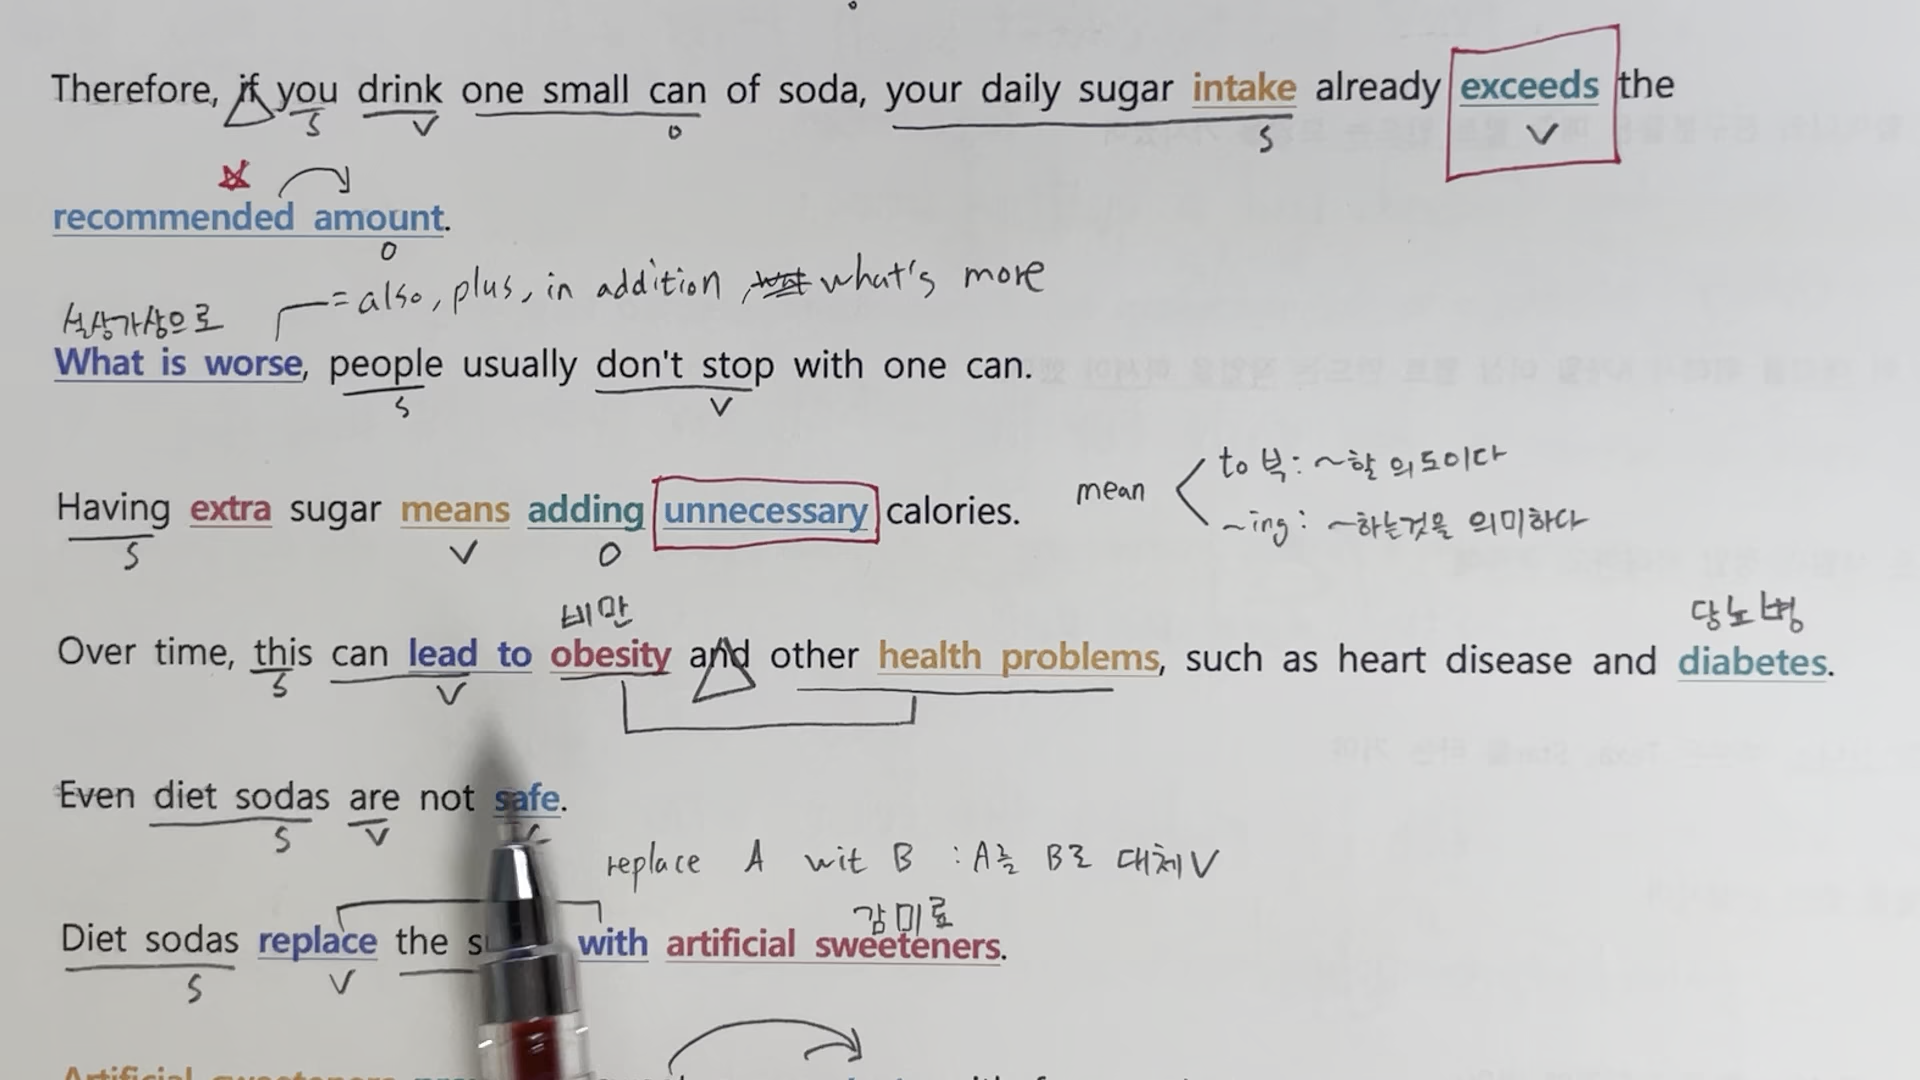 Therefore, if you drink one small can of soda, your daily sugar intake already exceeds the
S V O S V
recommended amount.
O
= also, plus, in addition, what's more
설상가상으로
What is worse, people usually don't stop with one can.
S V
to 부: ~할 의도이다
mean
~ing: ~하는것을 의미하다
Having extra sugar means adding unnecessary calories.
S V O
비만 당뇨병
Over time, this can lead to obesity and other health problems, such as heart disease and diabetes.
S V
Even diet sodas are not safe.
S V
replace A wit B : A를 B로 대체V
감미료
Diet sodas replace the with artificial sweeteners.
S V
Artificial sweeteners